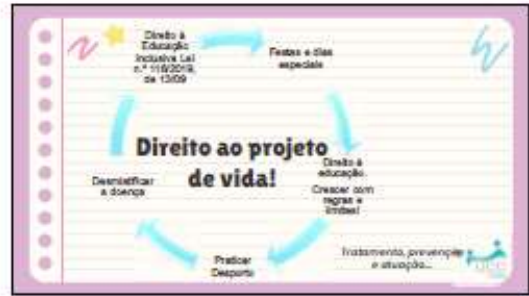 Direito à
Educação
Inclusiva Lei
n.º 116/2019,
de 13/09
Festas e dias
especiais
Direito ao projeto
de vida!
Direito à
educação.
Crescer com
regras e
limites!
Praticar
Desporto
Desmistificar
a doença
Tratamento, prevenção
e atuação...